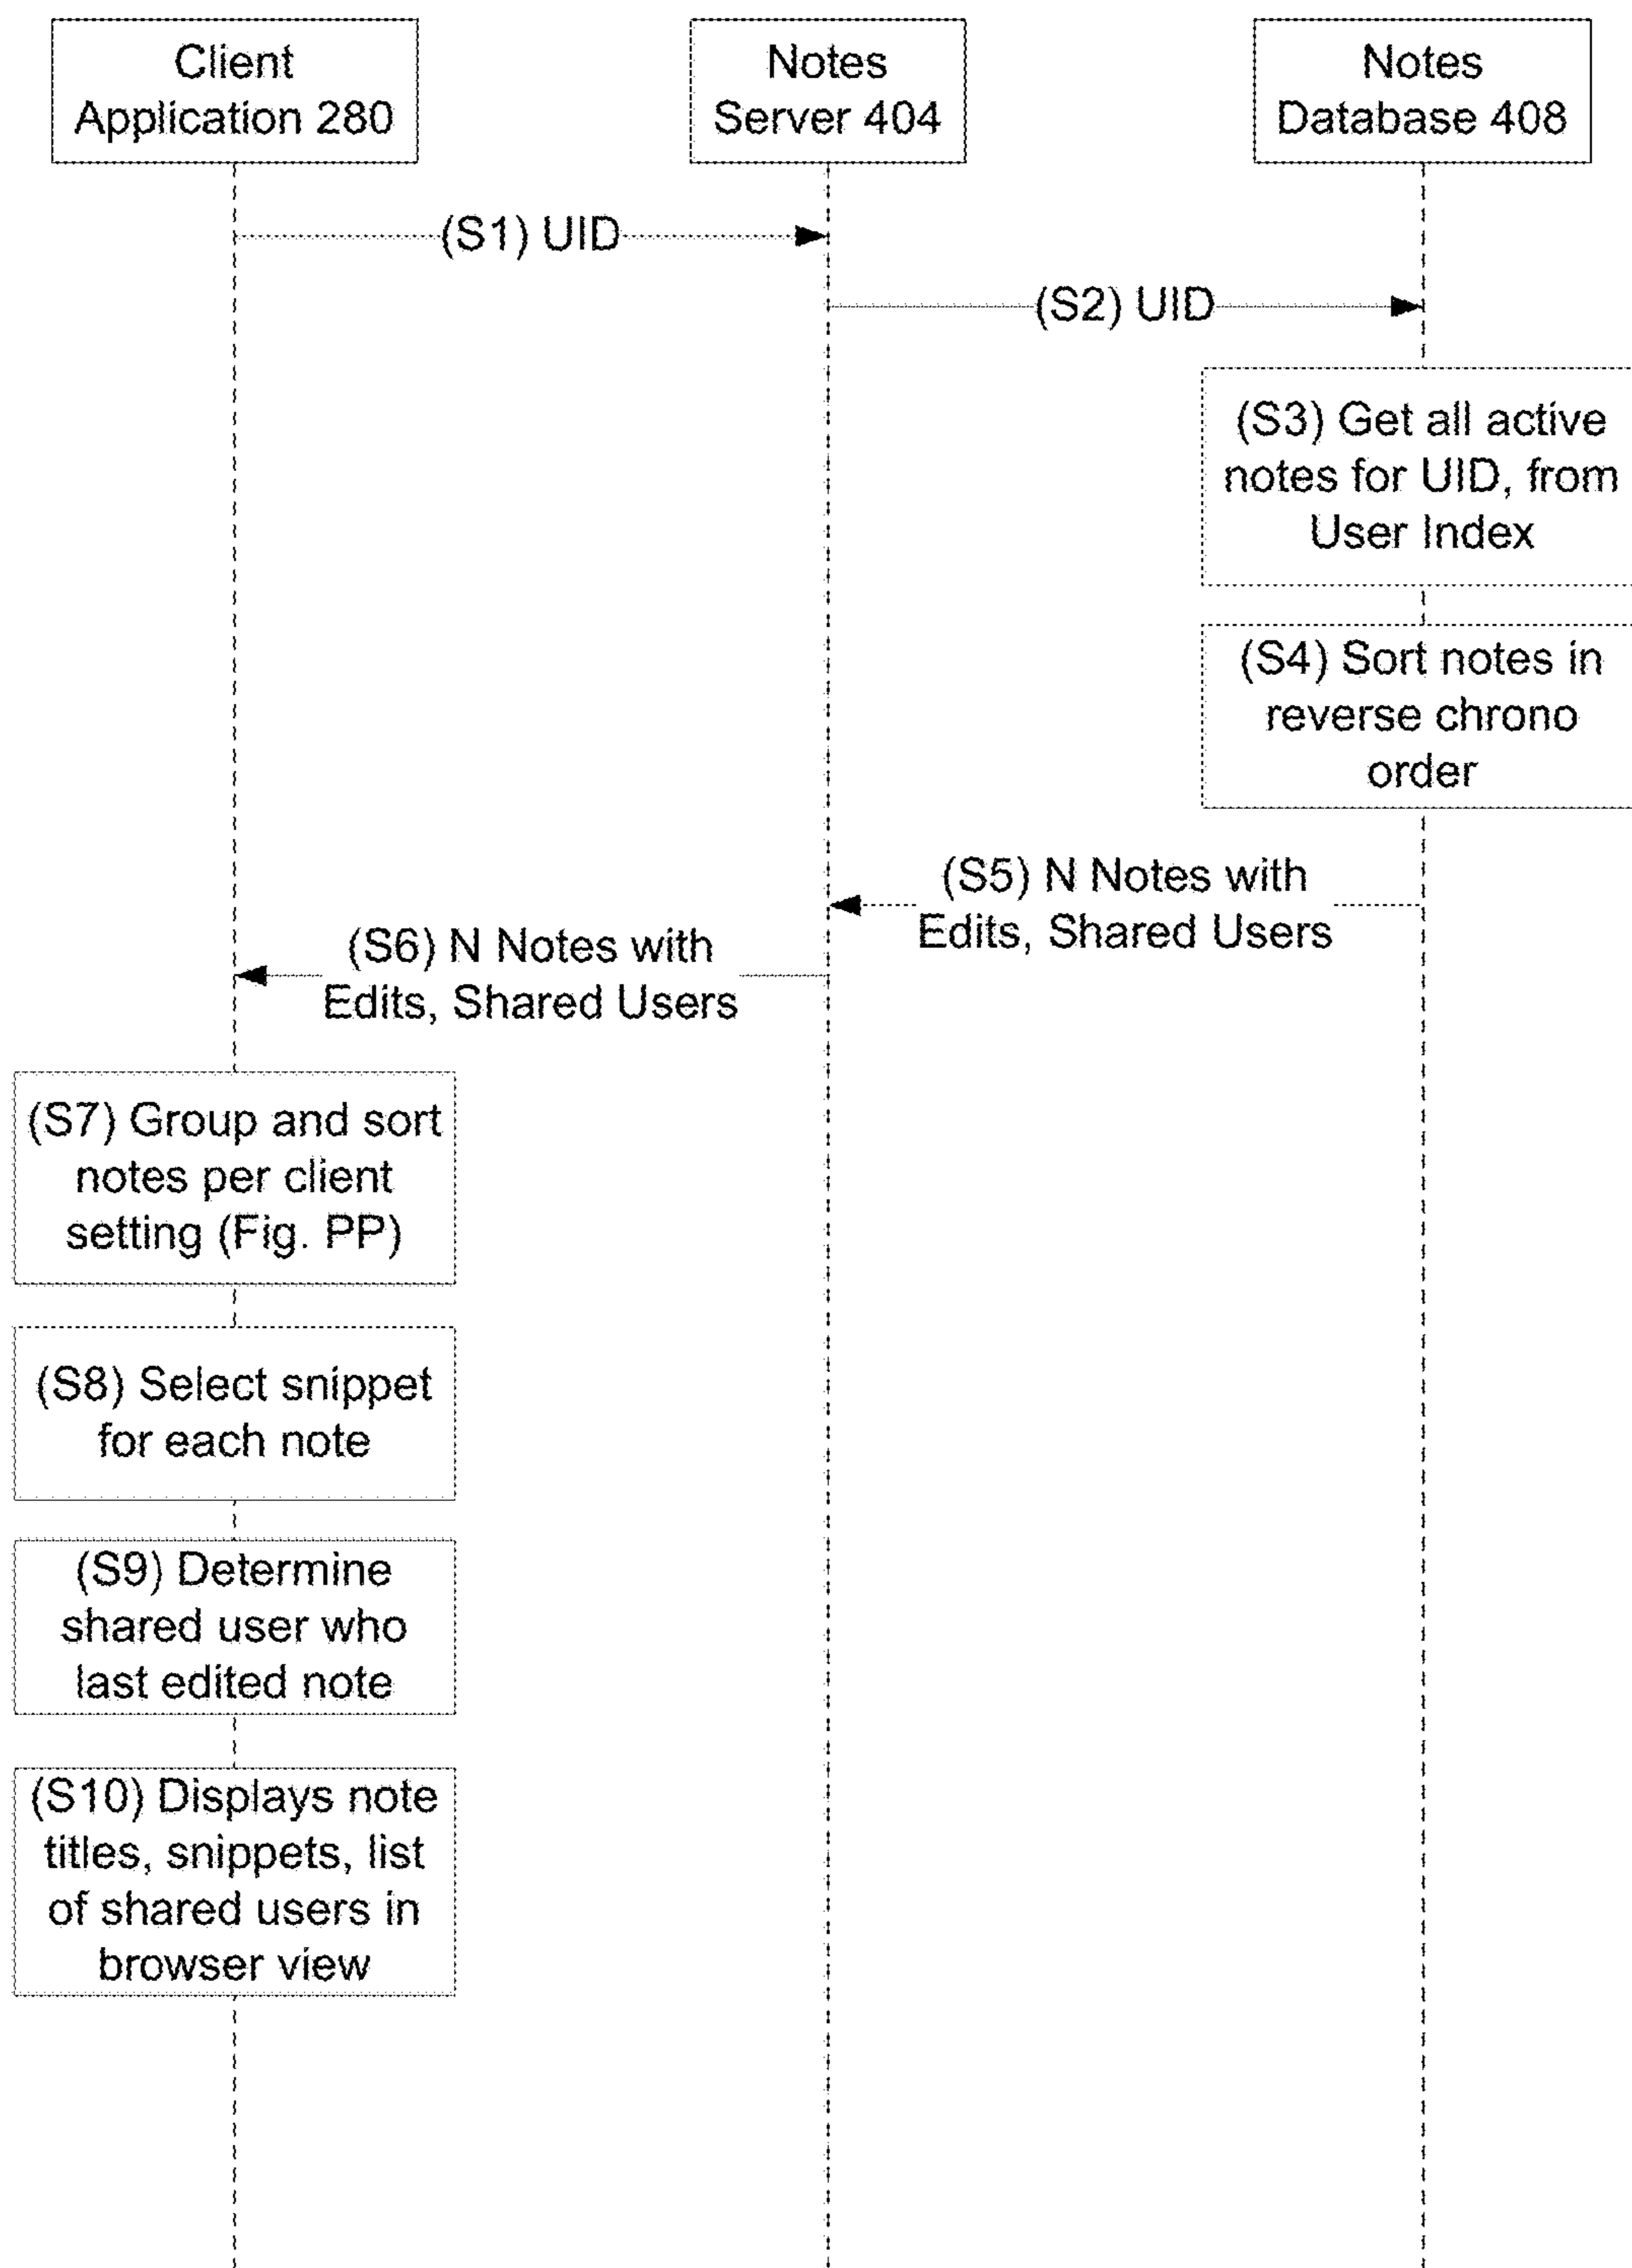 Client
Application 280
Notes
Server 404
Notes
Database 408
(S1) UID
(S2) UID
(S3) Get all active
notes for UID, from
User Index
(S4) Sort notes in
reverse chrono
order
(S5) N Notes with
Edits, Shared Users
(S6) N Notes with
Edits, Shared Users
(S7) Group and sort
notes per client
setting (Fig. PP)
(S8) Select snippet
for each note
(S9) Determine
shared user who
last edited note
(S10) Displays note
titles, snippets, list
of shared users in
browser view